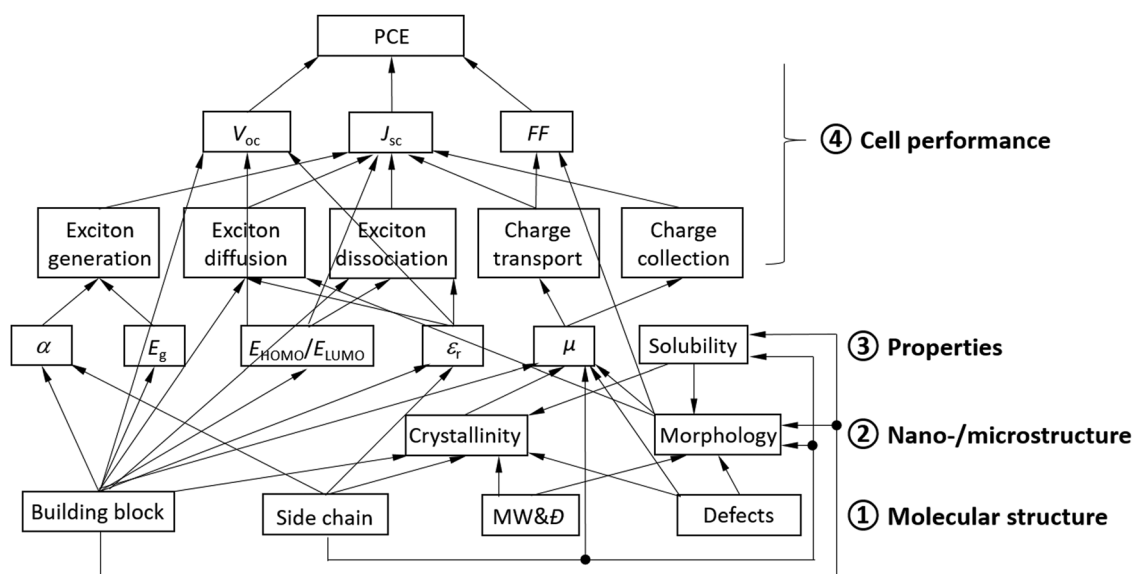 PCE
Voc
Jsc
FF
④ Cell performance
Exciton
generation
Exciton
diffusion
Exciton
dissociation
Charge
transport
Charge
collection
α
Eg
EHOMO/ELUMO
εr
μ
Solubility
③ Properties
Crystallinity
Morphology
② Nano-/microstructure
Building block
Side chain
MW&Đ
Defects
① Molecular structure